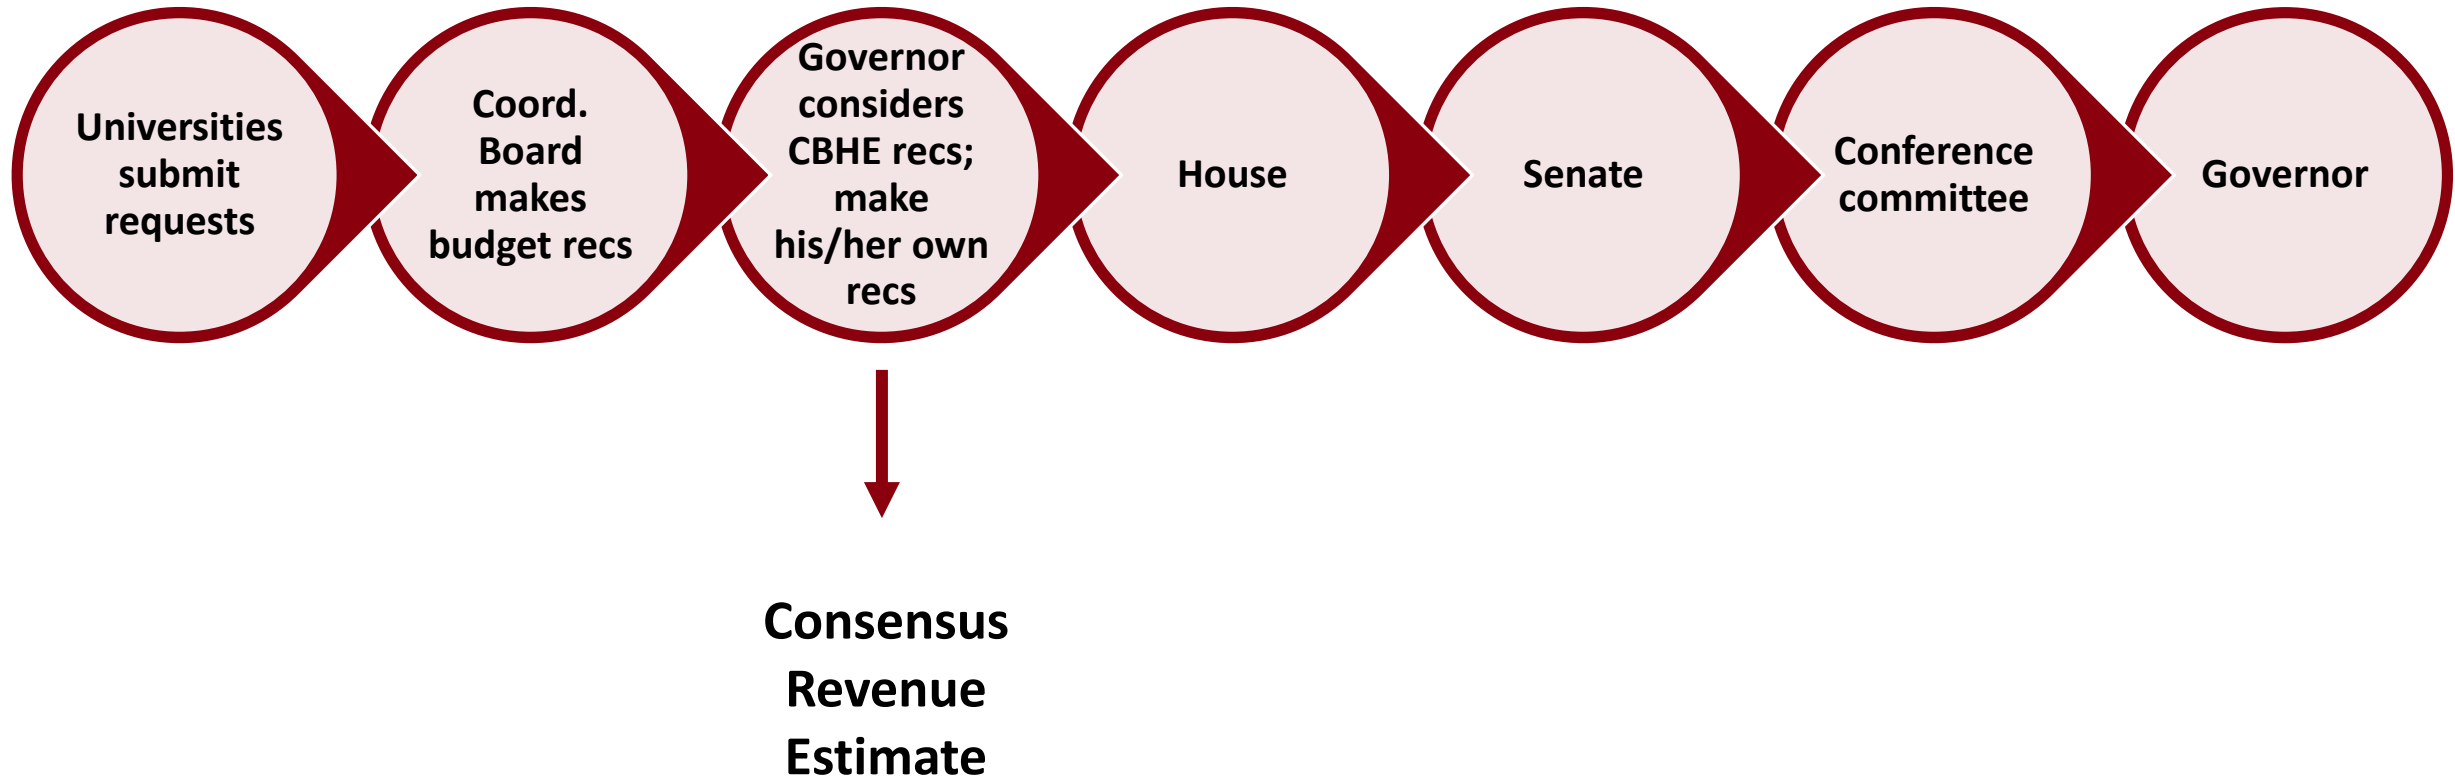 Universities
submit
requests
Coord.
Board
makes
budget recs
Governor
considers
CBHE recs;
make
his/her own
recs
House
Senate
Conference
committee
Governor
Consensus
Revenue
Estimate